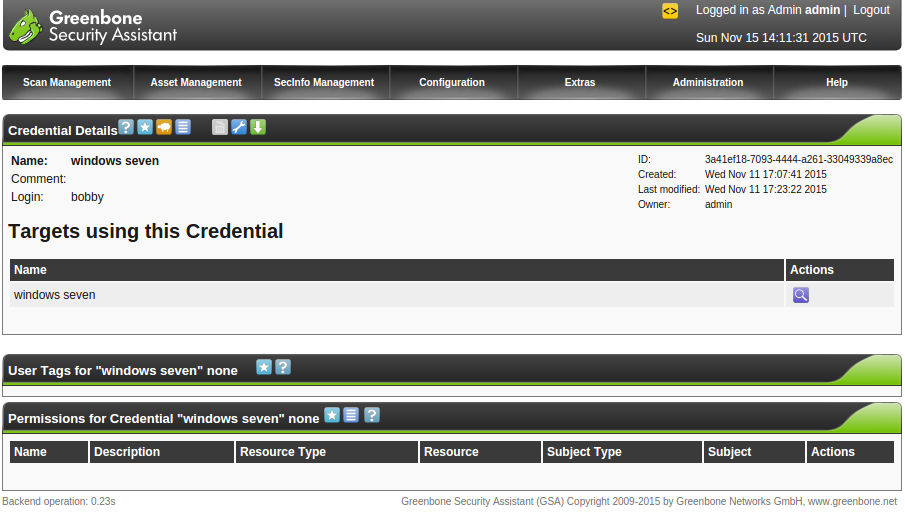 Greenbone
Security Assistant
<> Logged in as Admin admin | Logout
Sun Nov 15 14:11:31 2015 UTC
Scan Management Asset Management SecInfo Management Configuration Extras Administration Help
Credential Details ? 
Name: windows seven
Comment:
Login: bobby
ID: 3a41ef18-7093-4444-a261-33049339a8ec
Created: Wed Nov 11 17:07:41 2015
Last modified: Wed Nov 11 17:23:22 2015
Owner: admin
Targets using this Credential
Name Actions
windows seven
User Tags for "windows seven" none ?
Permissions for Credential "windows seven" none ?
Name Description Resource Type Resource Subject Type Subject Actions
Backend operation: 0.23s Greenbone Security Assistant (GSA) Copyright 2009-2015 by Greenbone Networks GmbH, www.greenbone.net